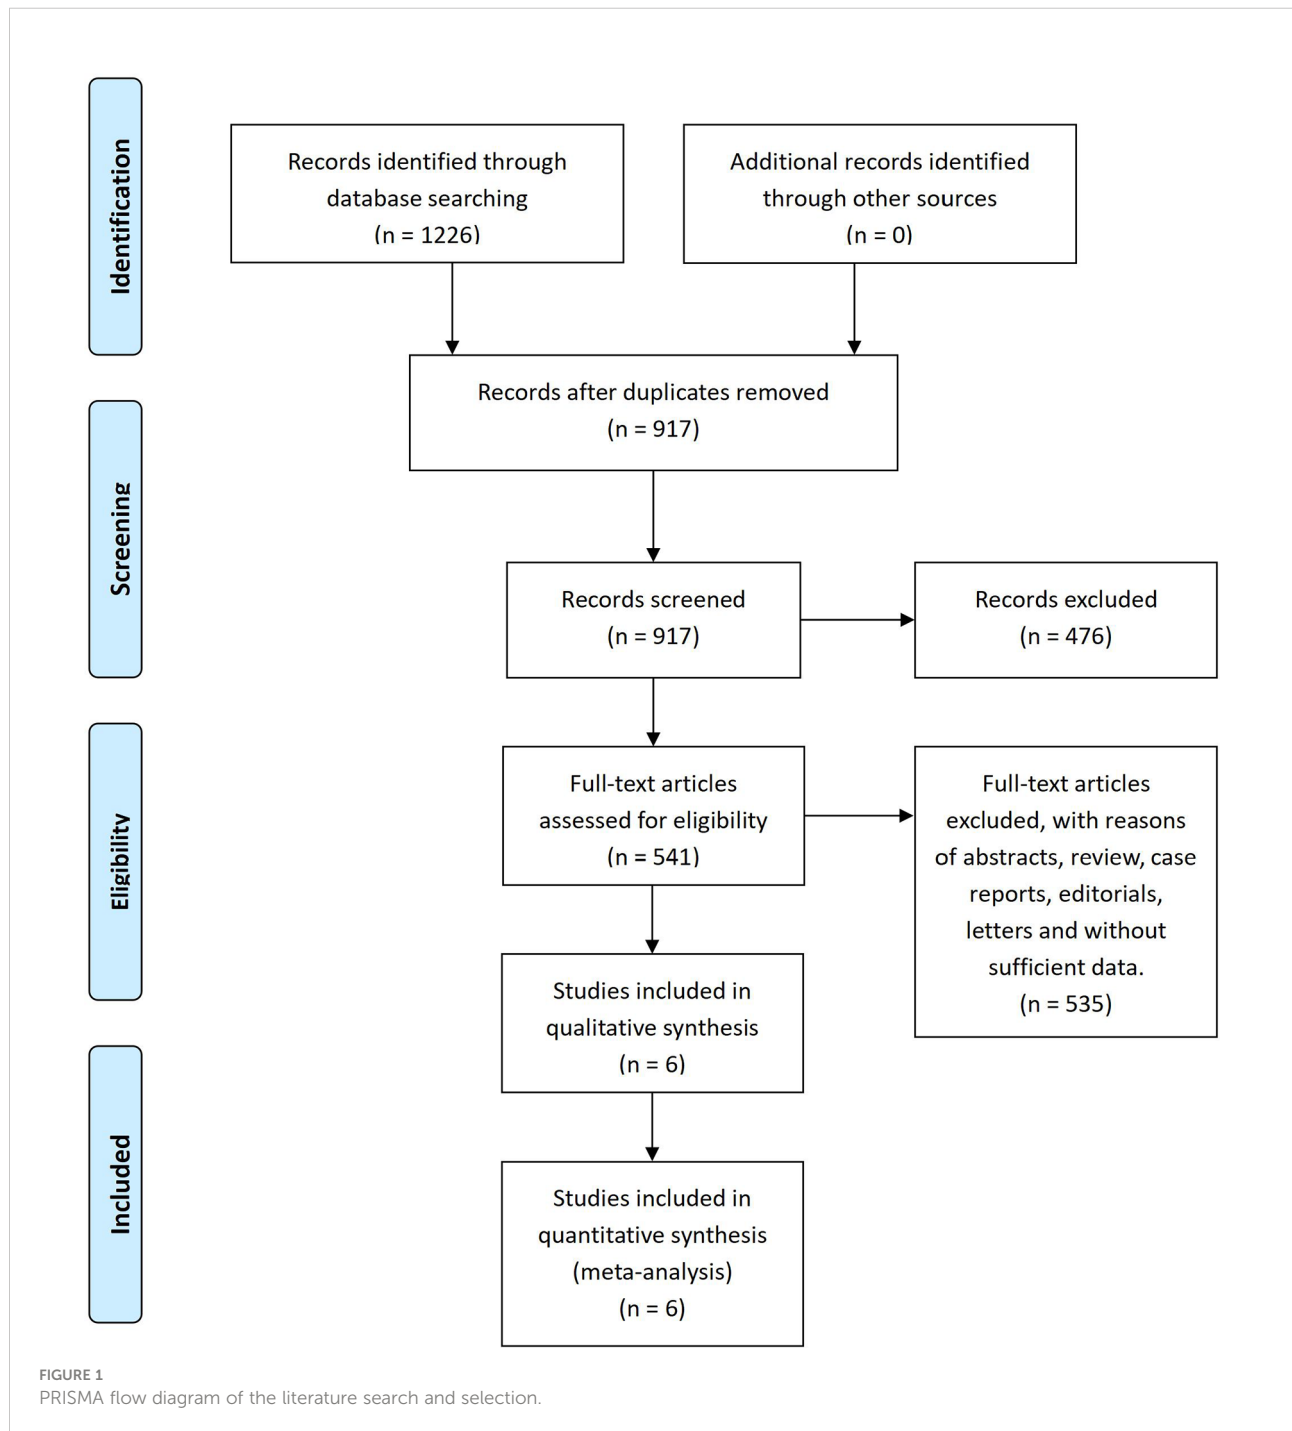 Identification
Records identified through
database searching
(n = 1226)
Additional records identified
through other sources
(n = 0)
Records after duplicates removed
(n = 917)
Screening
Records screened
(n = 917)
Records excluded
(n = 476)
Eligibility
Full-text articles
assessed for eligibility
(n = 541)
Full-text articles
excluded, with reasons
of abstracts, review, case
reports, editorials,
letters and without
sufficient data.
(n = 535)
Studies included in
qualitative synthesis
(n = 6)
Included
Studies included in
quantitative synthesis
(meta-analysis)
(n = 6)
FIGURE 1
PRISMA flow diagram of the literature search and selection.